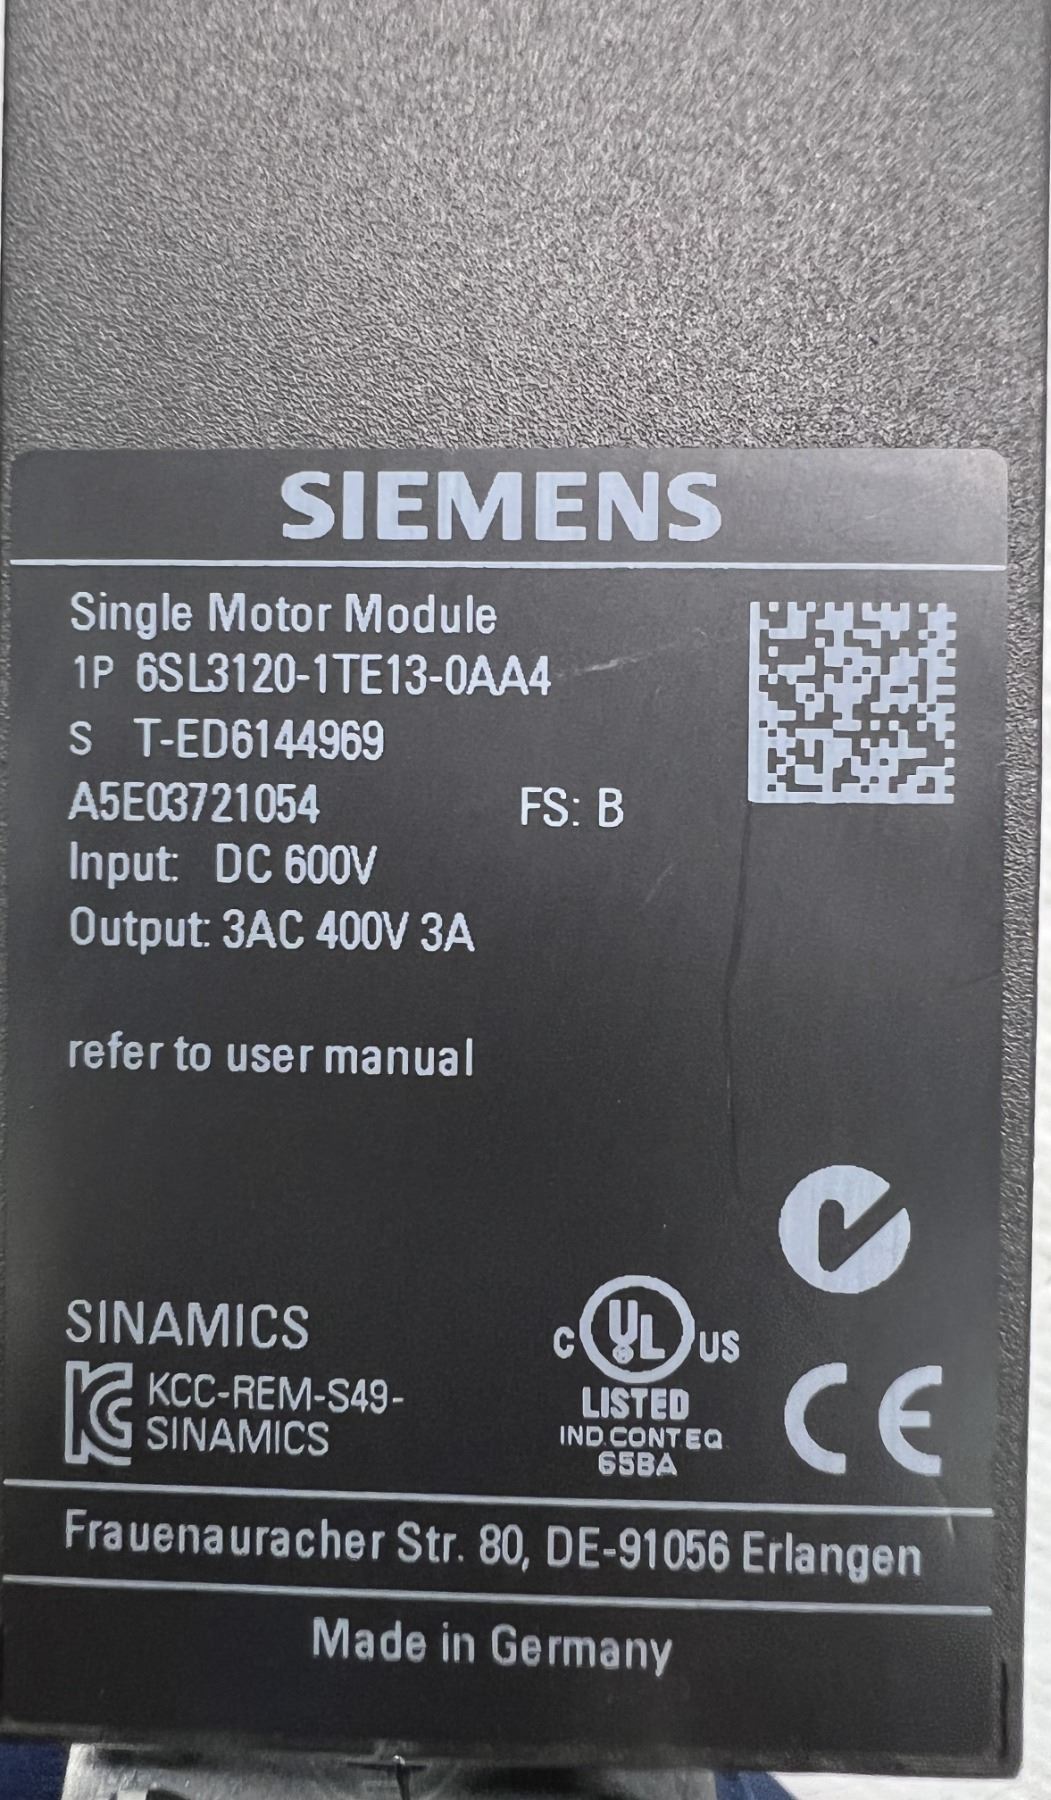 SIEMENS
Single Motor Module
1P 6SL3120-1TE13-0AA4
S T-ED6144969
A5E03721054 FS: B
Input: DC 600V
Output: 3AC 400V 3A
refer to user manual
SINAMICS
KCC-REM-S49-
SINAMICS
C UL US
LISTED
IND.CONT.EQ
65BA
CE
Frauenauracher Str. 80, DE-91056 Erlangen
Made in Germany